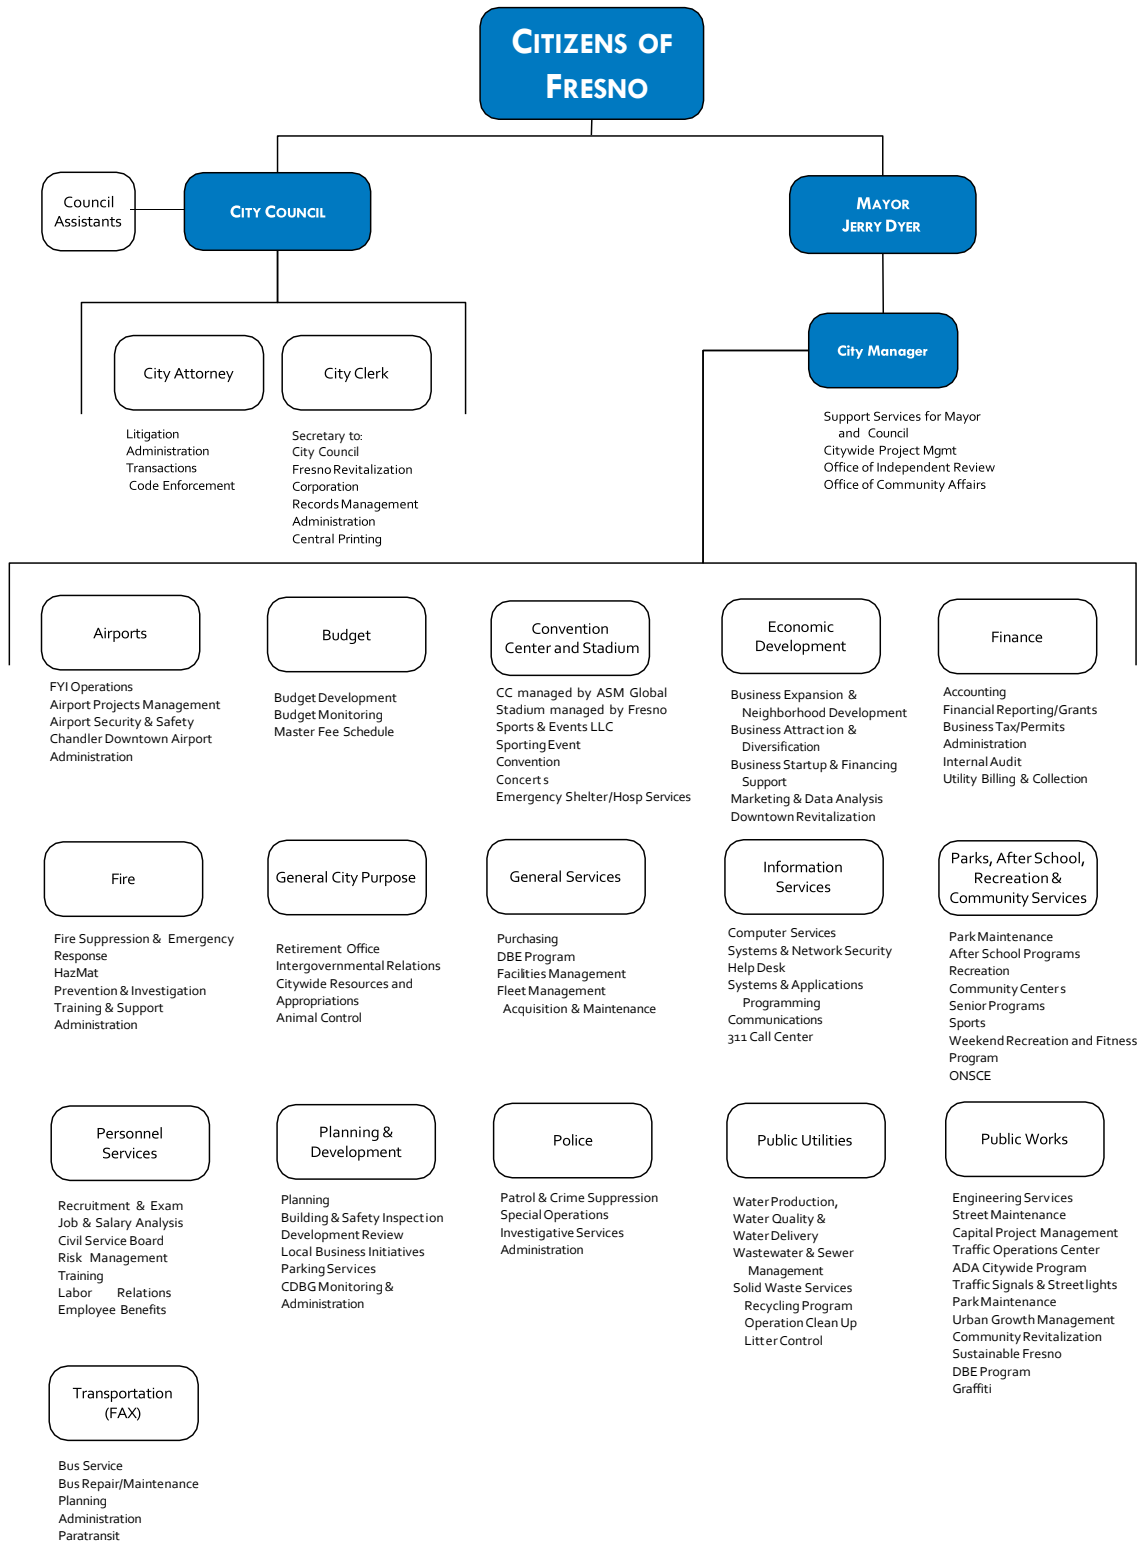 CITIZENS OF
FRESNO
Council
Assistants
CITY COUNCIL
MAYOR
JERRY DYER
City Manager
City Attorney
City Clerk
Litigation
Administration
Transactions
Code Enforcement
Secretary to:
City Council
Fresno Revitalization
Corporation
Records Management
Administration
Central Printing
Support Services for Mayor
and Council
Citywide Project Mgmt
Office of Independent Review
Office of Community Affairs
Airports
FYI Operations
Airport Projects Management
Airport Security & Safety
Chandler Downtown Airport
Administration
Budget
Budget Development
Budget Monitoring
Master Fee Schedule
Convention
Center and Stadium
CC managed by ASM Global
Stadium managed by Fresno
Sports & Events LLC
Sporting Event
Convention
Concerts
Emergency Shelter/Hosp Services
Economic
Development
Business Expansion &
Neighborhood Development
Business Attraction &
Diversification
Business Startup & Financing
Support
Marketing & Data Analysis
Downtown Revitalization
Finance
Accounting
Financial Reporting/Grants
Business Tax/Permits
Administration
Internal Audit
Utility Billing & Collection
Fire
Fire Suppression & Emergency
Response
HazMat
Prevention & Investigation
Training & Support
Administration
General City Purpose
Retirement Office
Intergovernmental Relations
Citywide Resources and
Appropriations
Animal Control
General Services
Purchasing
DBE Program
Facilities Management
Fleet Management
Acquisition & Maintenance
Information
Services
Computer Services
Systems & Network Security
Help Desk
Systems & Applications
Programming
Communications
311 Call Center
Parks, After School,
Recreation &
Community Services
Park Maintenance
After School Programs
Recreation
Community Centers
Senior Programs
Sports
Weekend Recreation and Fitness
Program
ONSCE
Personnel
Services
Recruitment & Exam
Job & Salary Analysis
Civil Service Board
Risk Management
Training
Labor Relations
Employee Benefits
Planning &
Development
Planning
Building & Safety Inspection
Development Review
Local Business Initiatives
Parking Services
CDBG Monitoring &
Administration
Police
Patrol & Crime Suppression
Special Operations
Investigative Services
Administration
Public Utilities
Water Production,
Water Quality &
Water Delivery
Wastewater & Sewer
Management
Solid Waste Services
Recycling Program
Operation Clean Up
Litter Control
Public Works
Engineering Services
Street Maintenance
Capital Project Management
Traffic Operations Center
ADA Citywide Program
Traffic Signals & Streetlights
Park Maintenance
Urban Growth Management
Community Revitalization
Sustainable Fresno
DBE Program
Graffiti
Transportation
(FAX)
Bus Service
Bus Repair/Maintenance
Planning
Administration
Paratransit